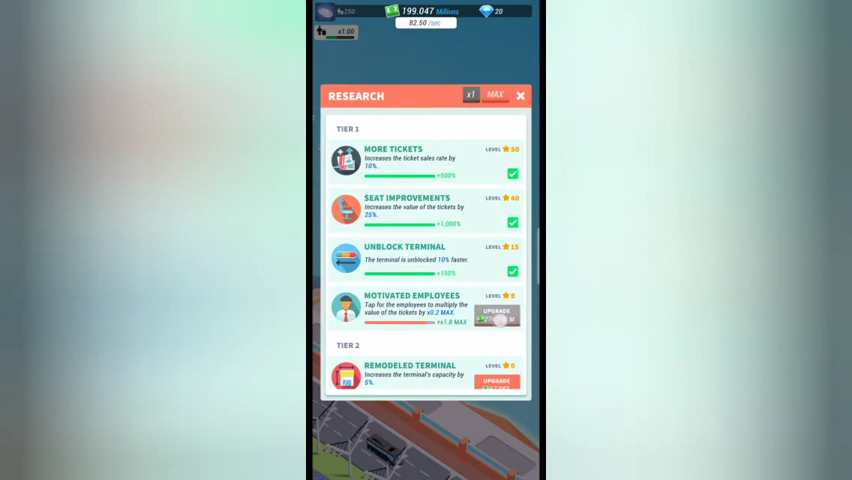 250
199.047 Millions
20
82.50 /sec
x1.00
RESEARCH
x1 MAX
TIER 1
MORE TICKETS
LEVEL 50
Increases the ticket sales rate by
10%.
+500%
SEAT IMPROVEMENTS
LEVEL 40
Increases the value of the tickets by
25%.
+1,000%
UNBLOCK TERMINAL
LEVEL 15
The terminal is unblocked 10% faster.
+150%
MOTIVATED EMPLOYEES
LEVEL 9
Tap for the employees to multiply the
value of the tickets by x0.2 MAX.
+x1.8 MAX
UPGRADE
TIER 2
REMODELED TERMINAL
LEVEL 0
Increases the terminal's capacity by
5%.
UPGRADE